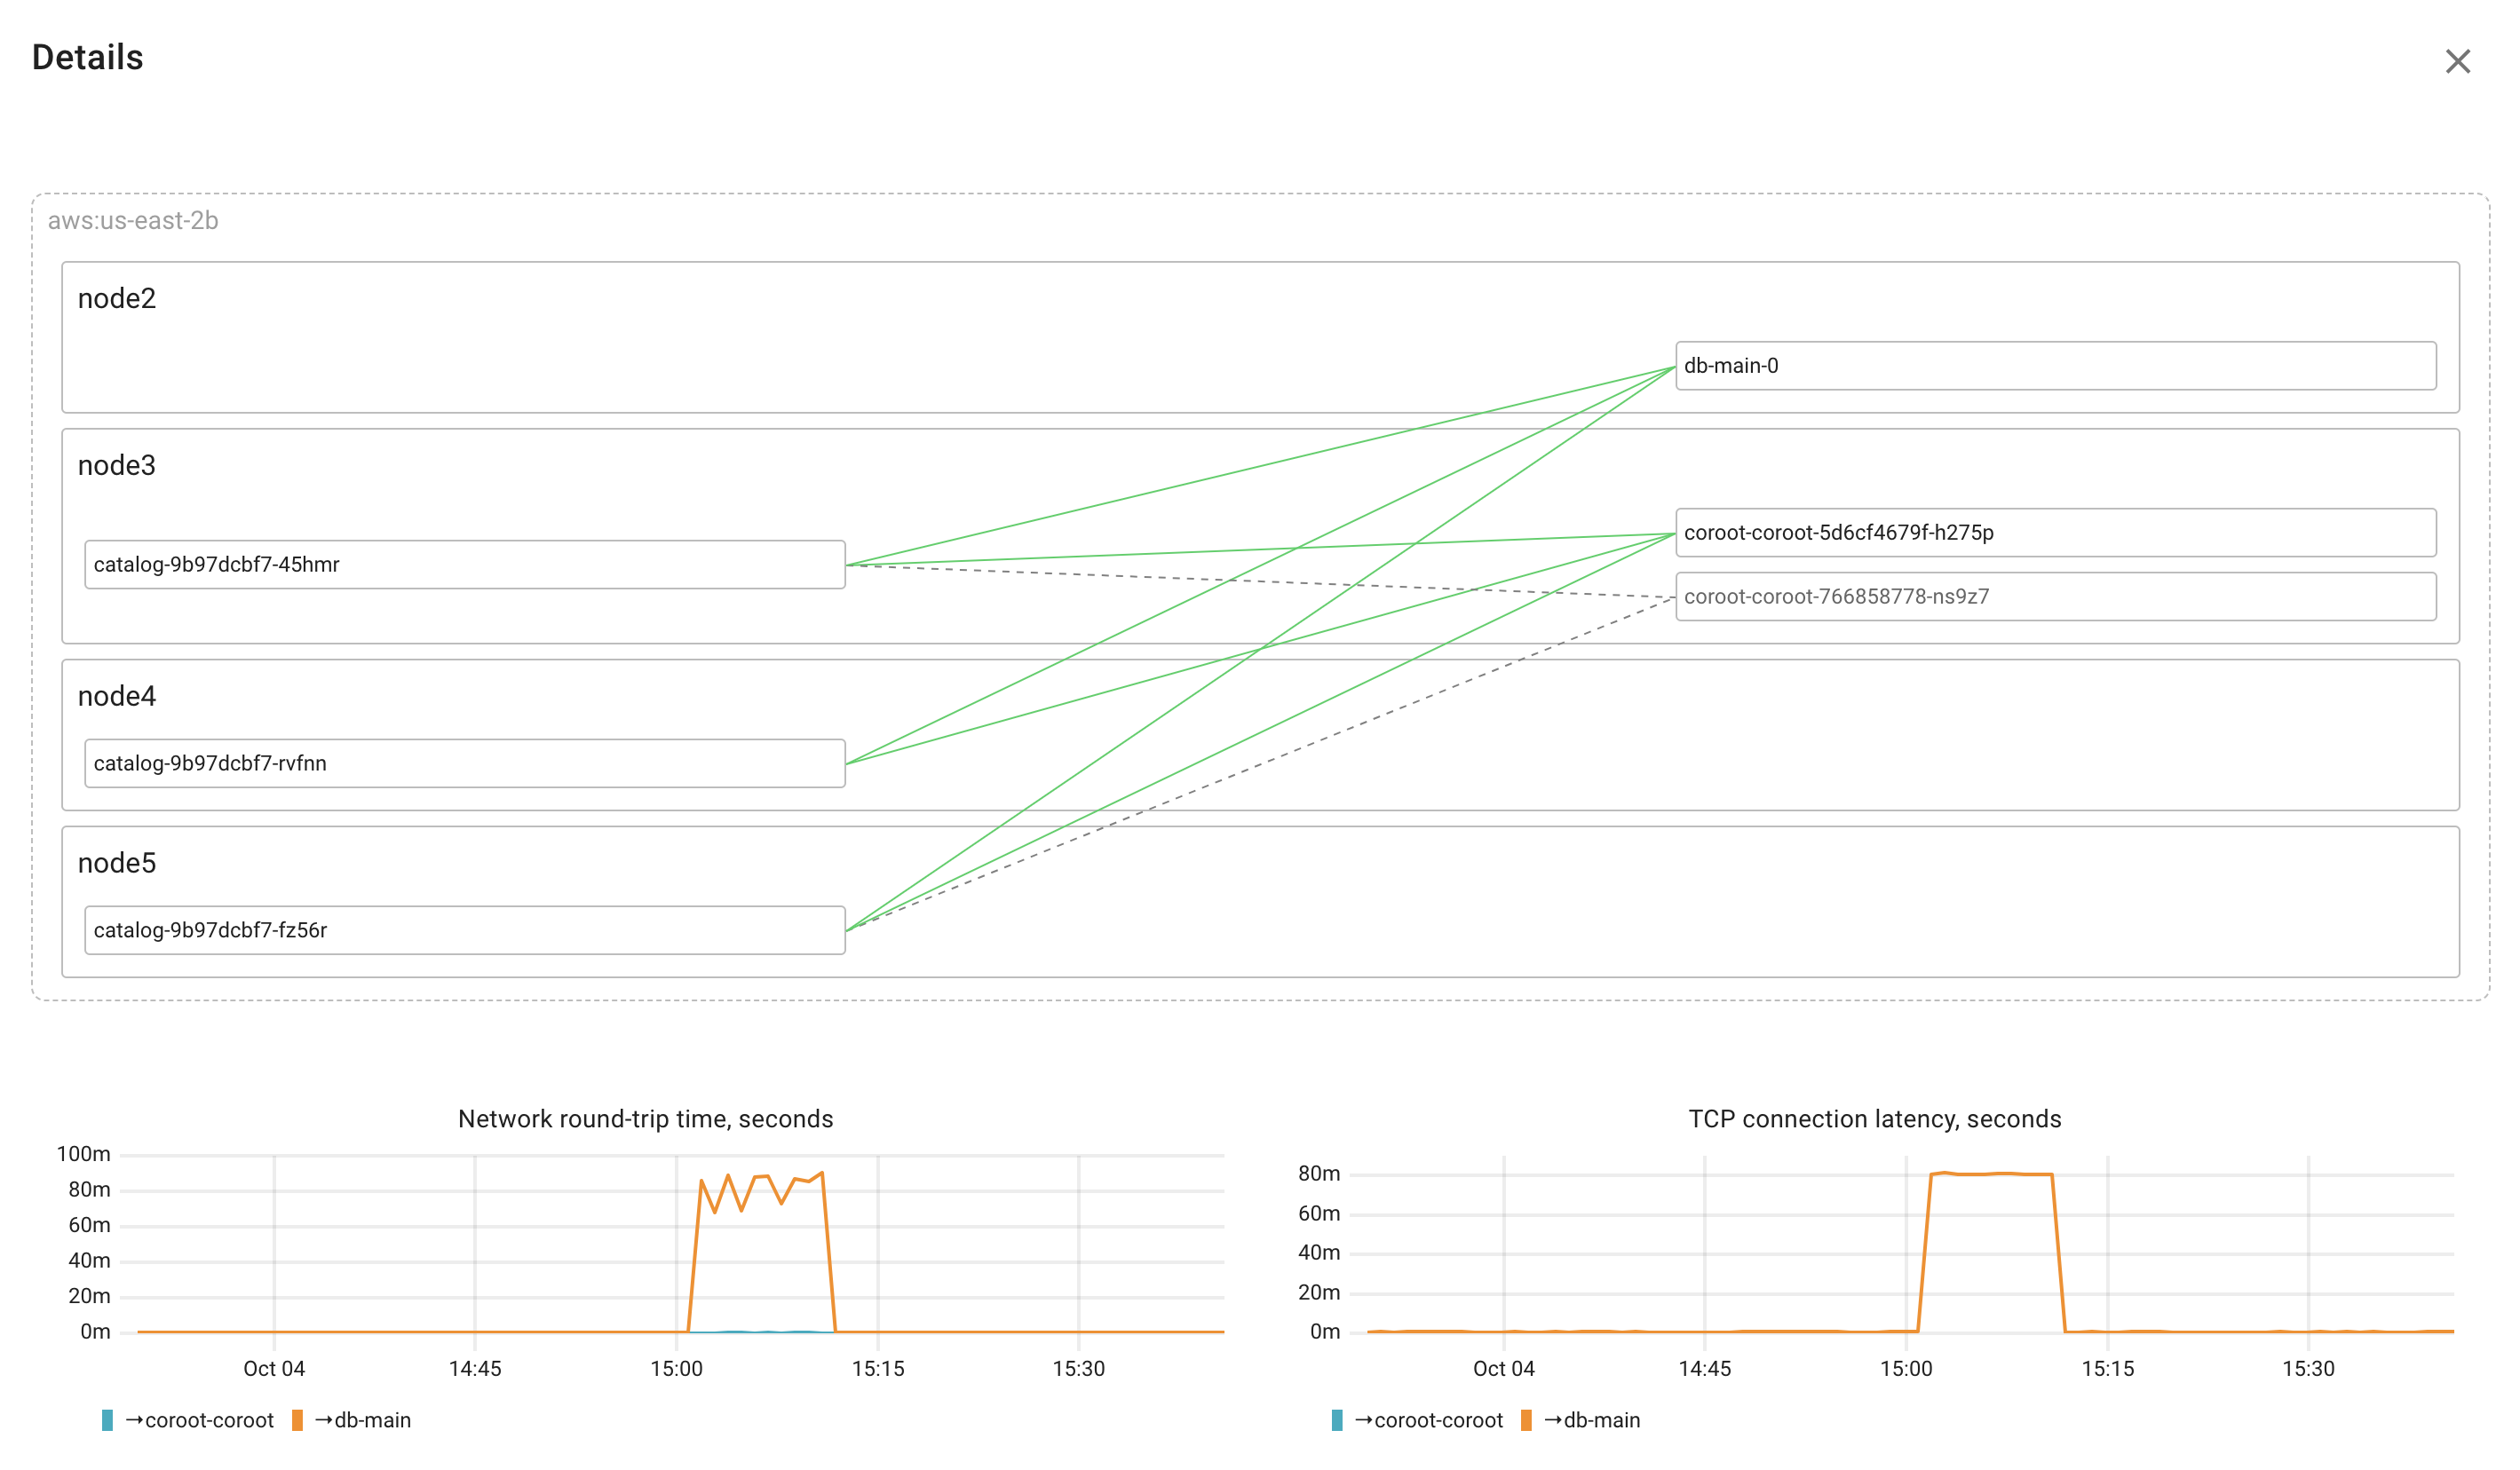 Details
aws:us-east-2b
node2
db-main-0
node3
coroot-coroot-5d6cf4679f-h275p
catalog-9b97dcbf7-45hmr
coroot-coroot-766858778-ns9z7
node4
catalog-9b97dcbf7-rvfnn
node5
catalog-9b97dcbf7-fz56r
Network round-trip time, seconds
100m
80m
60m
40m
20m
0m
Oct 04 14:45 15:00 15:15 15:30
→coroot-coroot →db-main
TCP connection latency, seconds
80m
60m
40m
20m
0m
Oct 04 14:45 15:00 15:15 15:30
→coroot-coroot →db-main